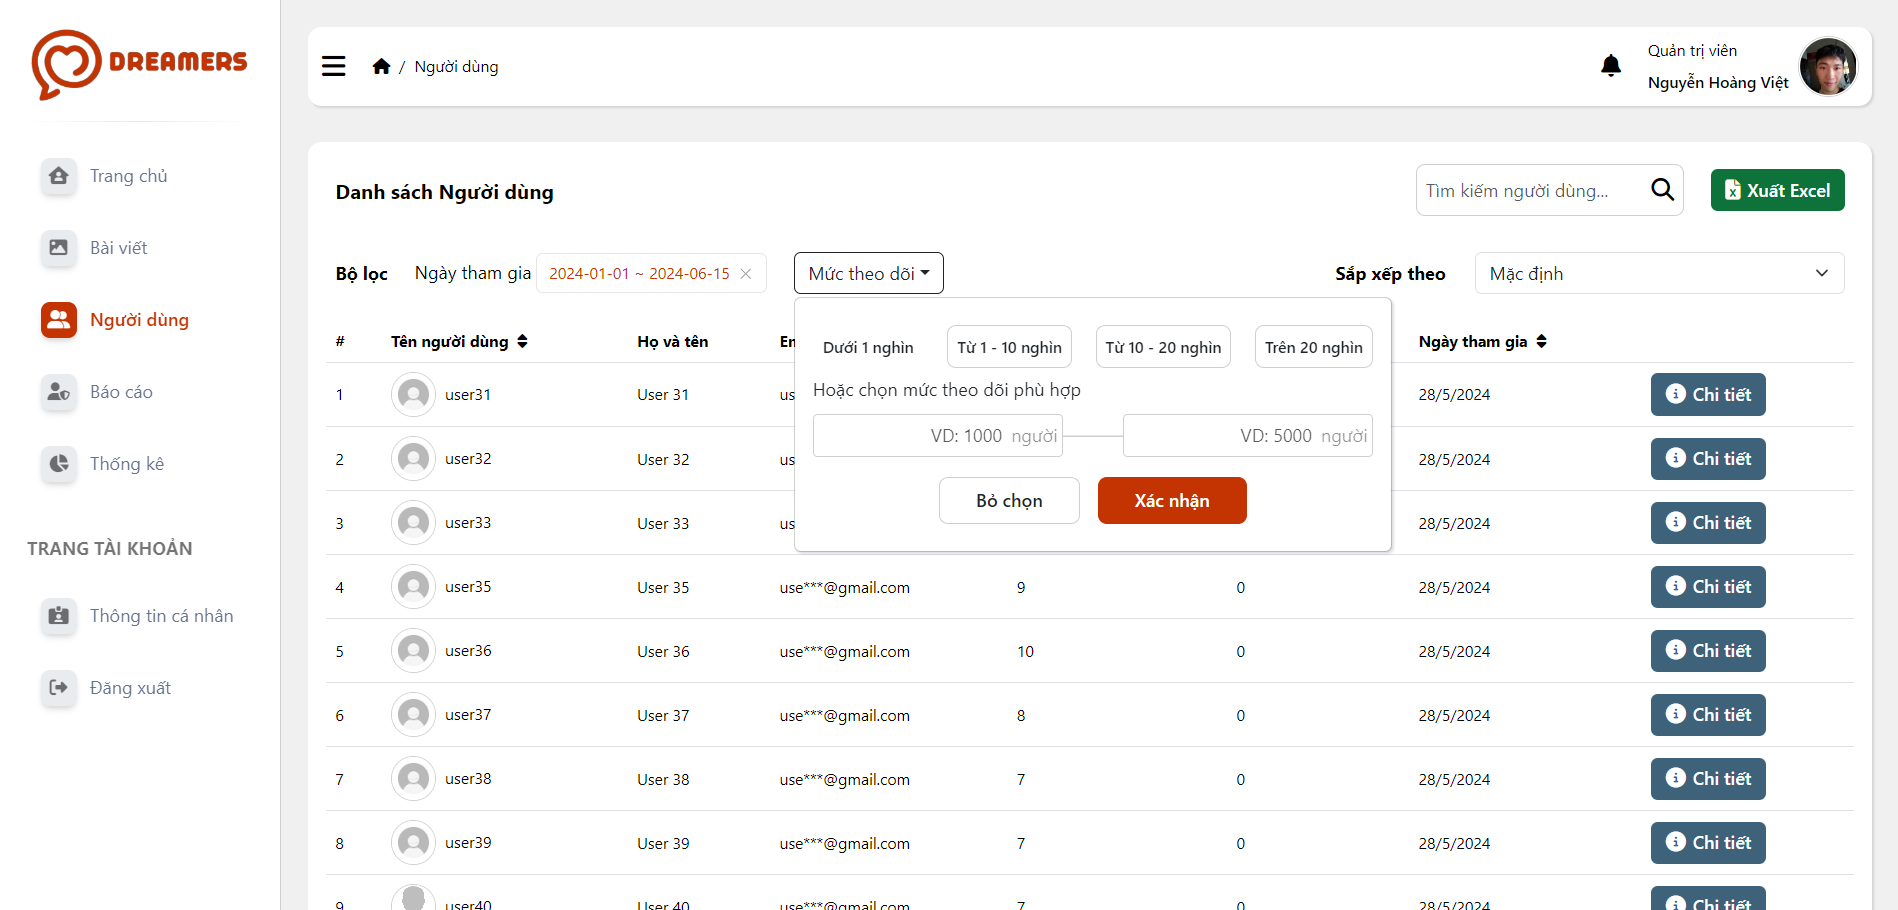 DREAMERS
Trang chủ
Bài viết
Người dùng
Báo cáo
Thống kê
TRANG TÀI KHOẢN
Thông tin cá nhân
Đăng xuất
/ Người dùng
Quản trị viên
Nguyễn Hoàng Việt
Danh sách Người dùng
Tìm kiếm người dùng...
Xuất Excel
Bộ lọc Ngày tham gia 2024-01-01 ~ 2024-06-15 Mức theo dõi Sắp xếp theo Mặc định
Dưới 1 nghìn Từ 1 - 10 nghìn Từ 10 - 20 nghìn Trên 20 nghìn
Hoặc chọn mức theo dõi phù hợp
VD: 1000 người VD: 5000 người
Bỏ chọn Xác nhận
# Tên người dùng Họ và tên Ngày tham gia
1 user31 User 31 us 28/5/2024 Chi tiết
2 user32 User 32 us 28/5/2024 Chi tiết
3 user33 User 33 us 28/5/2024 Chi tiết
4 user35 User 35 use***@gmail.com 9 0 28/5/2024 Chi tiết
5 user36 User 36 use***@gmail.com 10 0 28/5/2024 Chi tiết
6 user37 User 37 use***@gmail.com 8 0 28/5/2024 Chi tiết
7 user38 User 38 use***@gmail.com 7 0 28/5/2024 Chi tiết
8 user39 User 39 use***@gmail.com 7 0 28/5/2024 Chi tiết
9 user40 User 40 use***@gmail.com 7 0 28/5/2024 Chi tiết